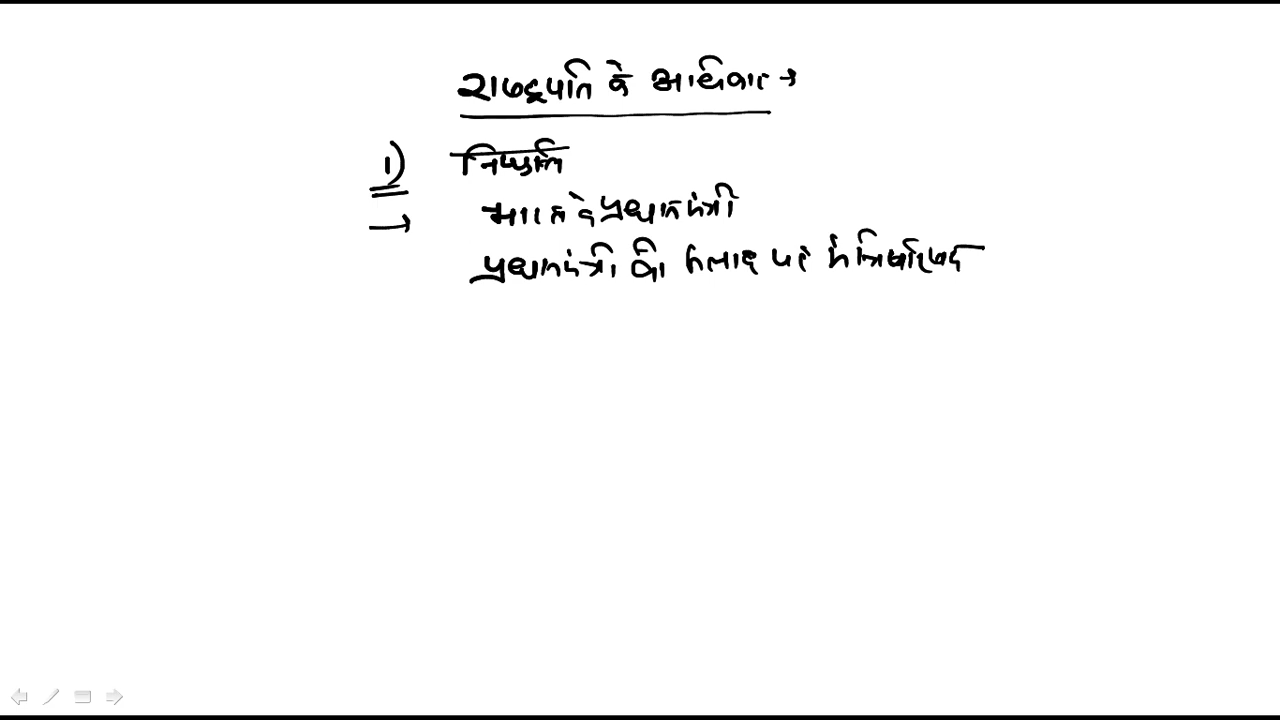 राष्ट्रपति के अधिकार →
1) नियुक्ति
→ भारत के प्रधानमंत्री
प्रधानमंत्री की सलाह पर मंत्रिपरिषद